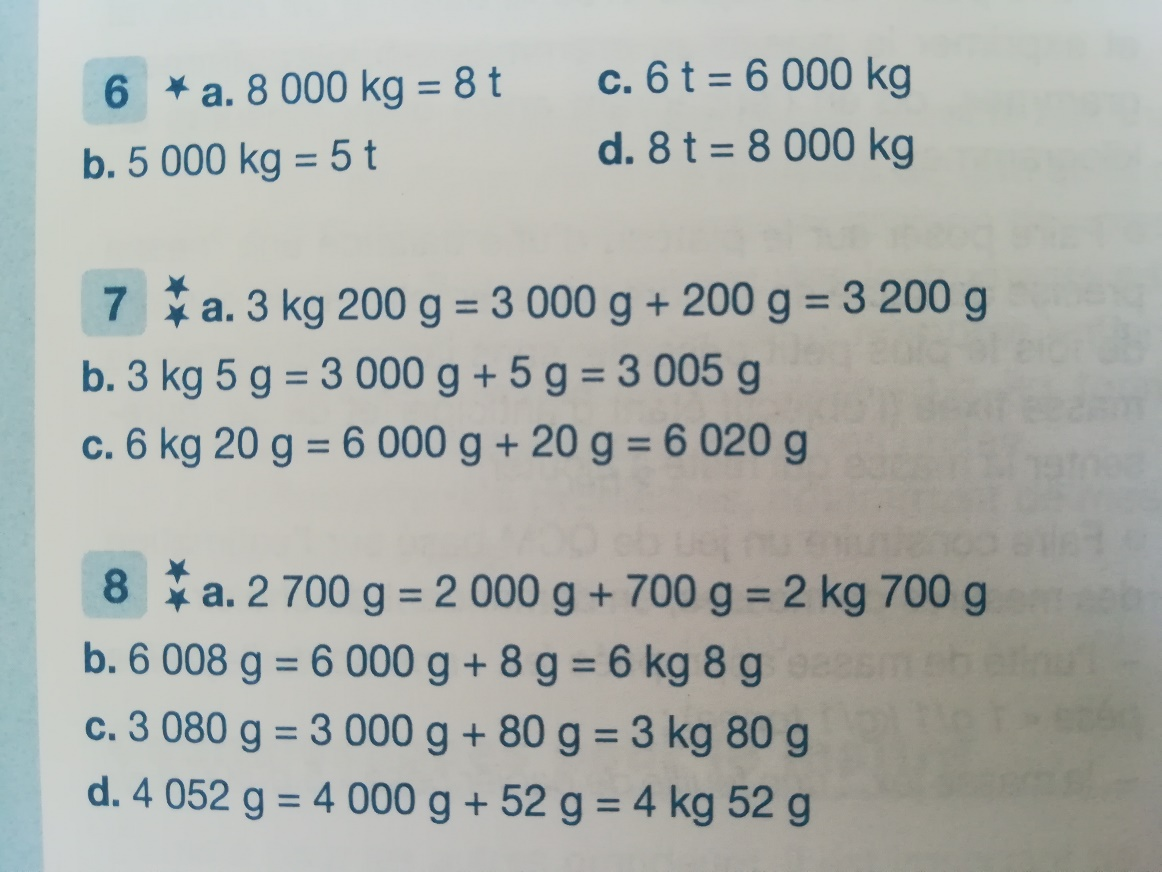 6 * a. 8 000 kg = 8 t
c. 6 t = 6 000 kg
b. 5 000 kg = 5 t
d. 8 t = 8 000 kg
7 ** a. 3 kg 200 g = 3 000 g + 200 g = 3 200 g
b. 3 kg 5 g = 3 000 g + 5 g = 3 005 g
c. 6 kg 20 g = 6 000 g + 20 g = 6 020 g
8 ** a. 2 700 g = 2 000 g + 700 g = 2 kg 700 g
b. 6 008 g = 6 000 g + 8 g = 6 kg 8 g
c. 3 080 g = 3 000 g + 80 g = 3 kg 80 g
d. 4 052 g = 4 000 g + 52 g = 4 kg 52 g